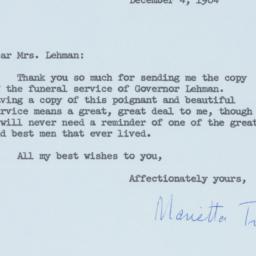 December 4, 1964
ar Mrs. Lehman:
Thank you so much for sending me the copy
the funeral service of Governor Lehman.
ving a copy of this poignant and beautiful
rvice means a great, great deal to me, though
will never need a reminder of one of the great
d best men that ever lived.
All my best wishes to you,
Affectionately yours,
Marietta Tr